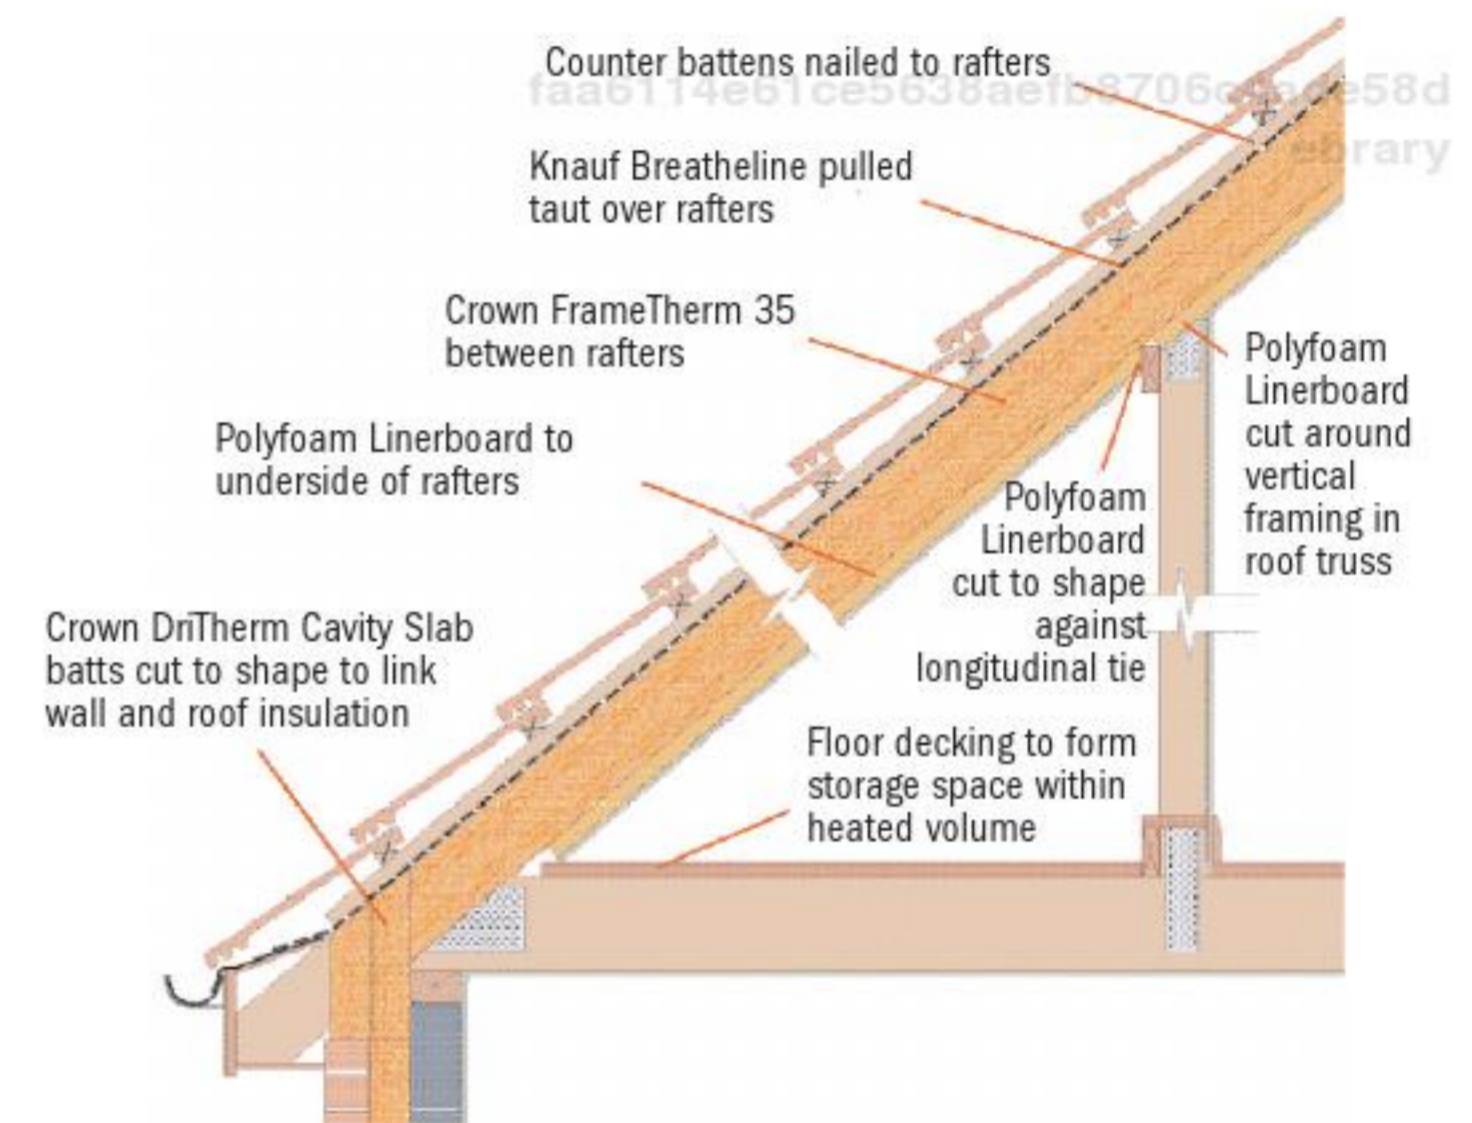 Counter battens nailed to rafters
Knauf Breatheline pulled
taut over rafters
Crown FrameTherm 35
between rafters
Polyfoam Linerboard to
underside of rafters
Crown DriTherm Cavity Slab
batts cut to shape to link
wall and roof insulation
Polyfoam
Linerboard
cut around
vertical
framing in
roof truss
Polyfoam
Linerboard
cut to shape
against
longitudinal tie
Floor decking to form
storage space within
heated volume
ebrary